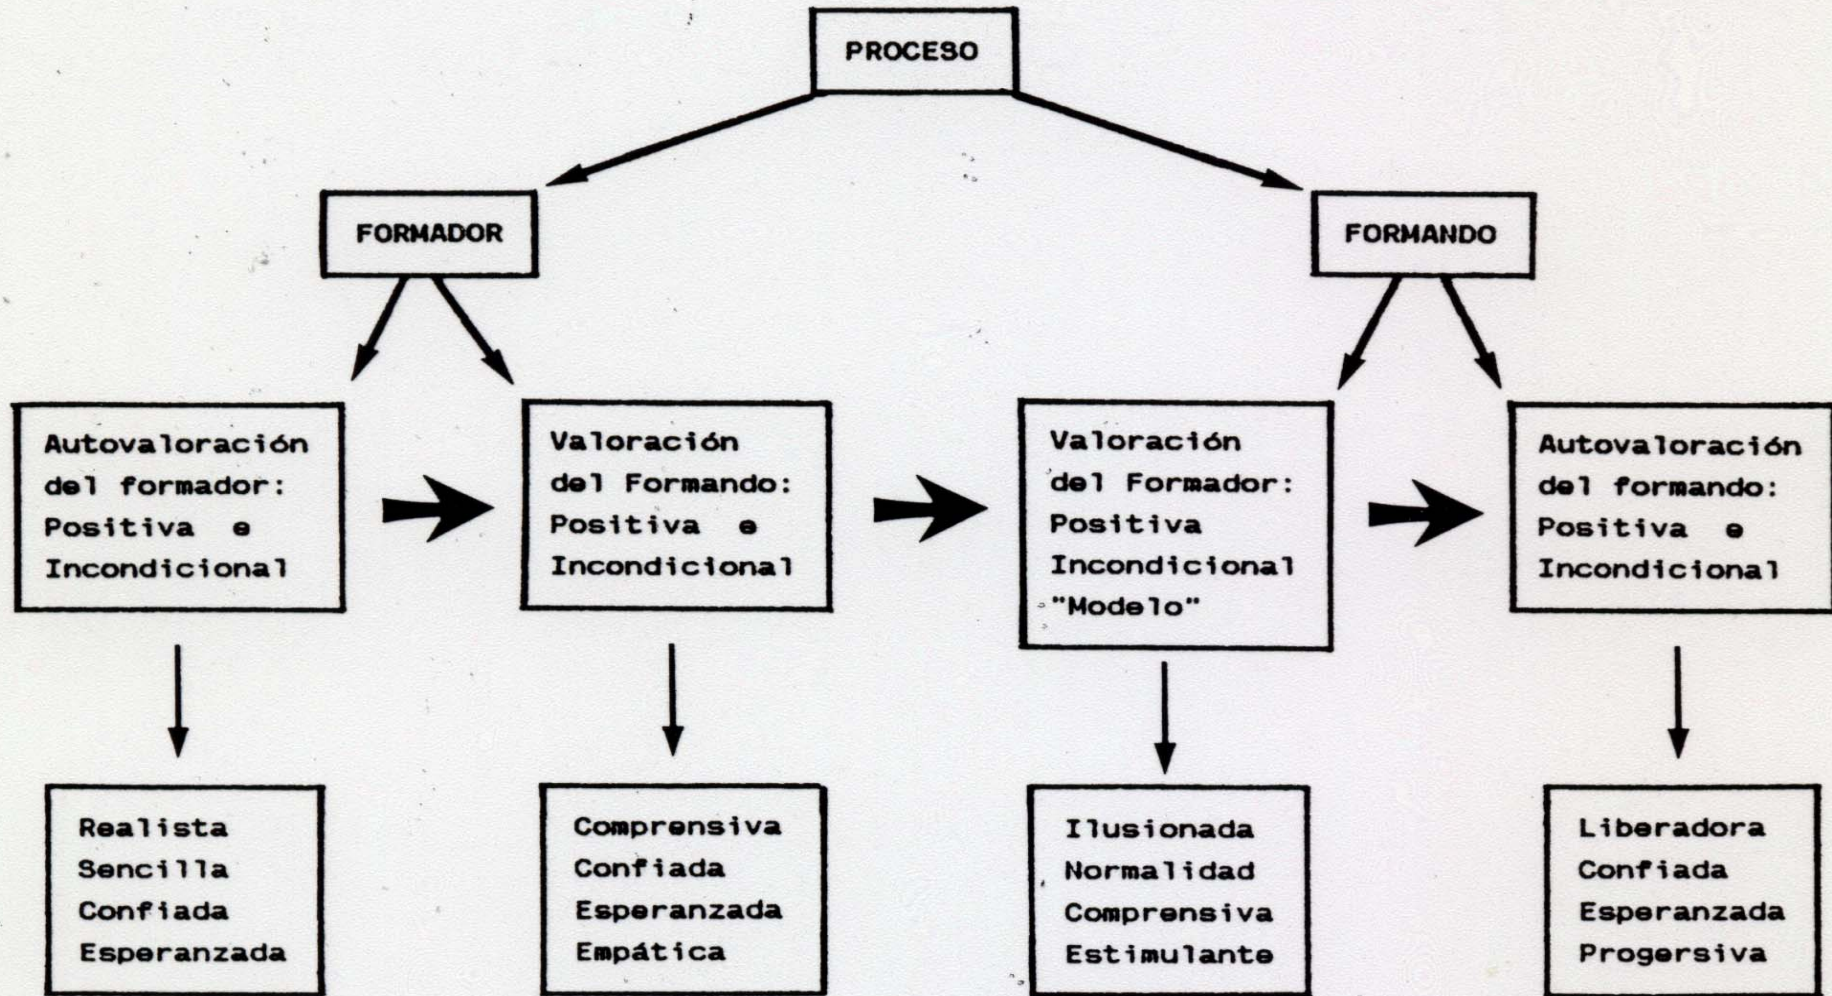 PROCESO
FORMADOR
FORMANDO
Autovaloración
del formador:
Positiva e
Incondicional
Valoración
del Formando:
Positiva e
Incondicional
Valoración
del Formador:
Positiva
Incondicional
"Modelo"
Autovaloración
del formando:
Positiva e
Incondicional
Realista
Sencilla
Confiada
Esperanzada
Comprensiva
Confiada
Esperanzada
Empática
Ilusionada
Normalidad
Comprensiva
Estimulante
Liberadora
Confiada
Esperanzada
Progersiva